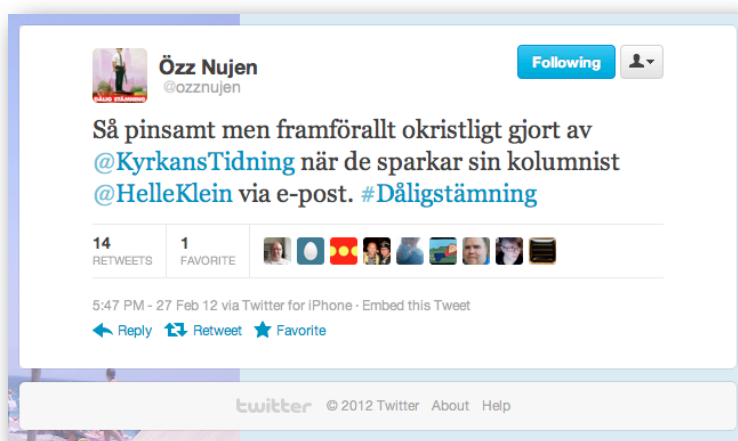 Özz Nujen
@ozznujen
Following
DÅLIG STÄMNING
Så pinsamt men framförallt okristligt gjort av
@KyrkansTidning när de sparkar sin kolumnist
@HelleKlein via e-post. #Dåligstämning
14
RETWEETS
1
FAVORITE
5:47 PM - 27 Feb 12 via Twitter for iPhone · Embed this Tweet
Reply Retweet Favorite
twitter © 2012 Twitter About Help